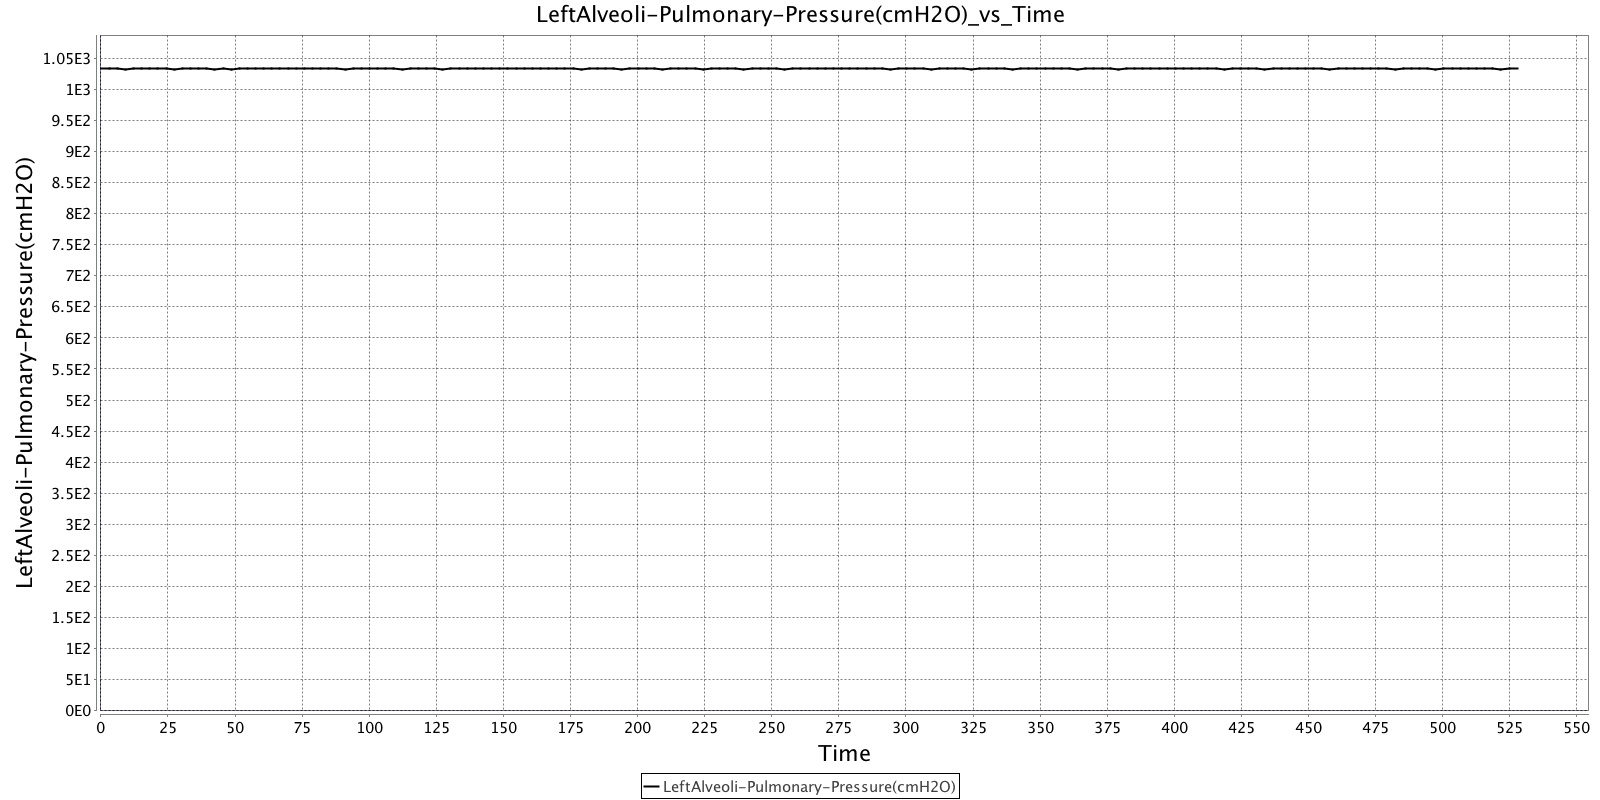 LeftAlveoli-Pulmonary-Pressure(cmH2O)_vs_Time
LeftAlveoli-Pulmonary-Pressure(cmH2O)
1.05E3
1E3
9.5E2
9E2
8.5E2
8E2
7.5E2
7E2
6.5E2
6E2
5.5E2
5E2
4.5E2
4E2
3.5E2
3E2
2.5E2
2E2
1.5E2
1E2
5E1
0E0
0 25 50 75 100 125 150 175 200 225 250 275 300 325 350 375 400 425 450 475 500 525 550
Time
LeftAlveoli-Pulmonary-Pressure(cmH2O)